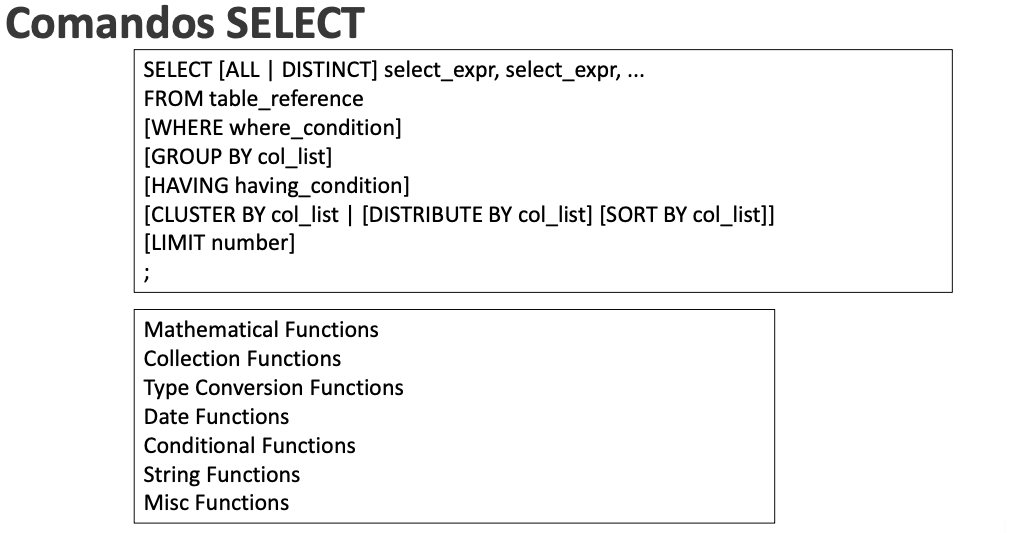 Comandos SELECT
SELECT [ALL | DISTINCT] select_expr, select_expr, ...
FROM table_reference
[WHERE where_condition]
[GROUP BY col_list]
[HAVING having_condition]
[CLUSTER BY col_list | [DISTRIBUTE BY col_list] [SORT BY col_list]]
[LIMIT number]
;
Mathematical Functions
Collection Functions
Type Conversion Functions
Date Functions
Conditional Functions
String Functions
Misc Functions